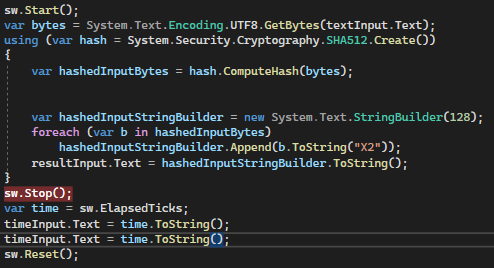 sw.Start();
var bytes = System.Text.Encoding.UTF8.GetBytes(textInput.Text);
using (var hash = System.Security.Cryptography.SHA512.Create())
{
var hashedInputBytes = hash.ComputeHash(bytes);
var hashedInputStringBuilder = new System.Text.StringBuilder(128);
foreach (var b in hashedInputBytes)
hashedInputStringBuilder.Append(b.ToString("X2"));
resultInput.Text = hashedInputStringBuilder.ToString();
}
sw.Stop();
var time = sw.ElapsedTicks;
timeInput.Text = time.ToString();
timeInput.Text = time.ToString();
sw.Reset();